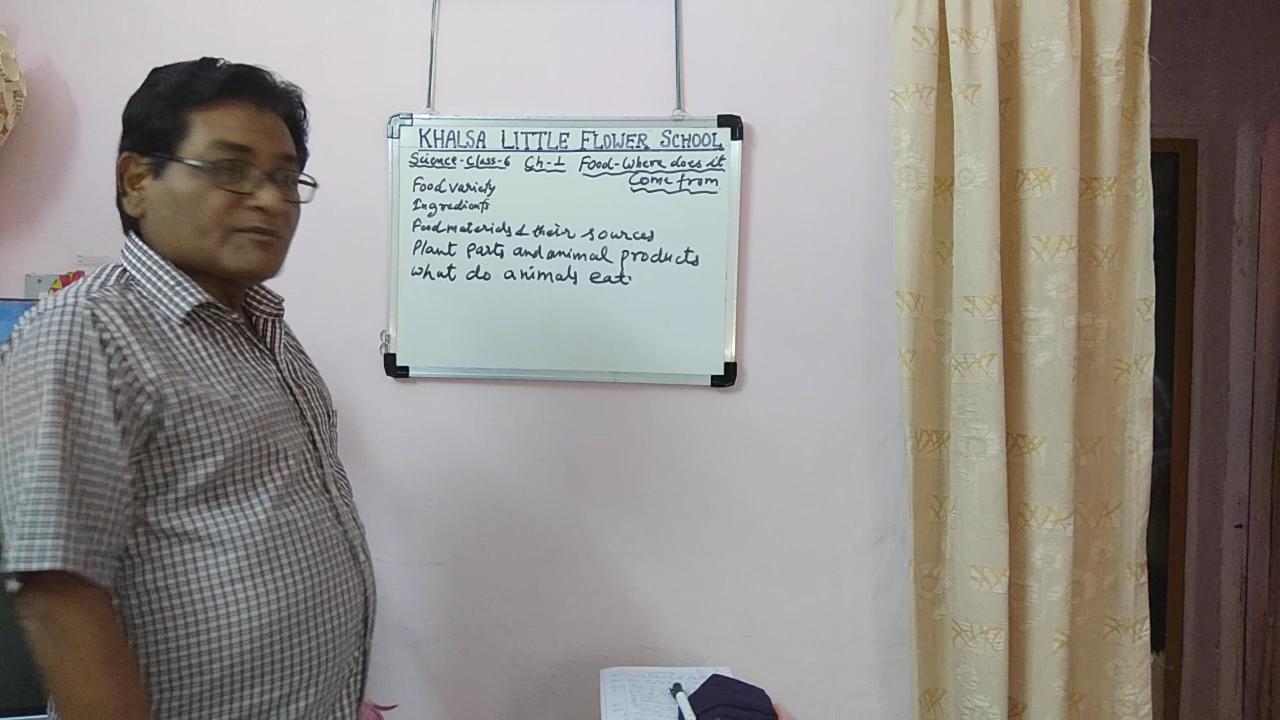 KHALSA LITTLE FLOWER SCHOOL
Science-Class-6 Ch-1 Food-Where does it
Come from
Food variety
Ingredients
Food materials & their sources
Plant Parts and animal products
What do animals eat